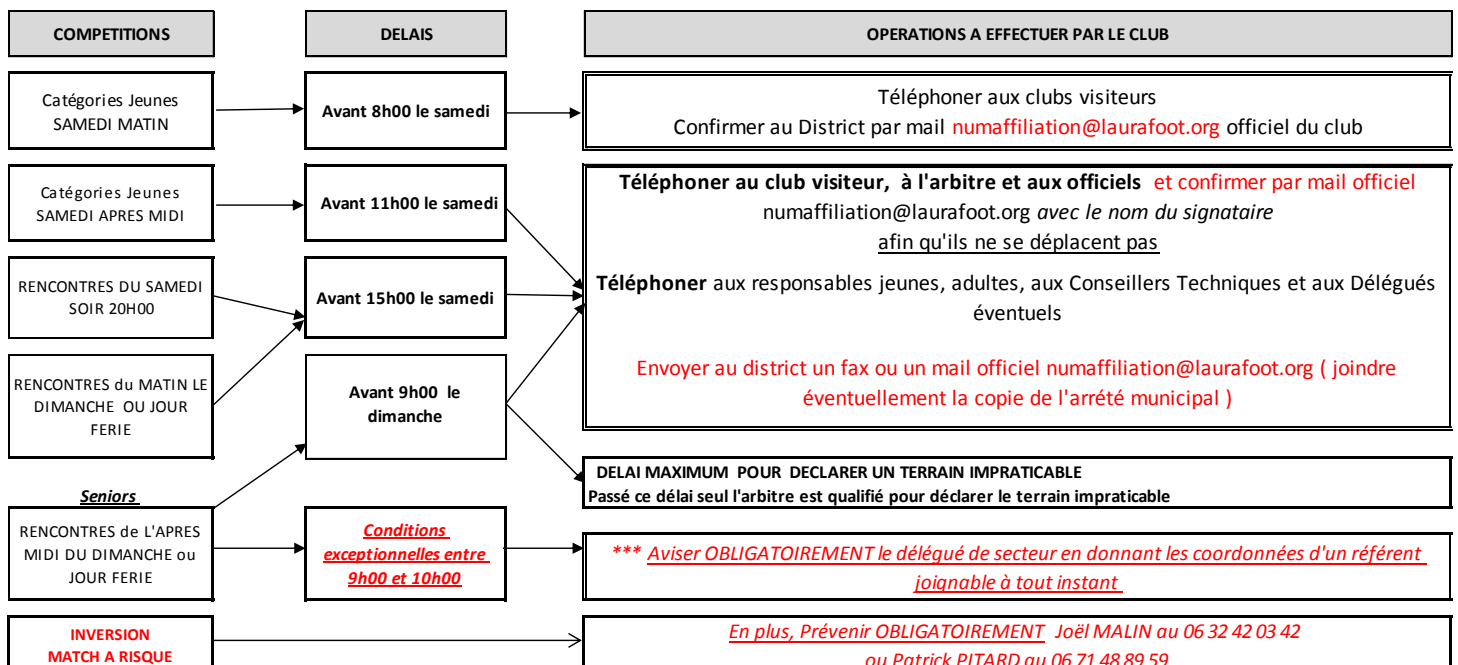 COMPETITIONS
DELAIS
OPERATIONS A EFFECTUER PAR LE CLUB
Catégories Jeunes
SAMEDI MATIN
Avant 8h00 le samedi
Téléphoner aux clubs visiteurs
Confirmer au District par mail numaffiliation@laurafoot.org officiel du club
Catégories Jeunes
SAMEDI APRES MIDI
Avant 11h00 le samedi
Téléphoner au club visiteur, à l'arbitre et aux officiels et confirmer par mail officiel
numaffiliation@laurafoot.org avec le nom du signataire
afin qu'ils ne se déplacent pas
RENCONTRES DU SAMEDI
SOIR 20H00
Avant 15h00 le samedi
Téléphoner aux responsables jeunes, adultes, aux Conseillers Techniques et aux Délégués
éventuels
RENCONTRES du MATIN LE
DIMANCHE OU JOUR
FERIE
Avant 9h00 le
dimanche
Envoyer au district un fax ou un mail officiel numaffiliation@laurafoot.org ( joindre
éventuellement la copie de l'arrété municipal )
DELAI MAXIMUM POUR DECLARER UN TERRAIN IMPRATICABLE
Passé ce délai seul l'arbitre est qualifié pour déclarer le terrain impraticable
Seniors
RENCONTRES de L'APRES
MIDI DU DIMANCHE ou
JOUR FERIE
Conditions
exceptionnelles entre
9h00 et 10h00
*** Aviser OBLIGATOIREMENT le délégué de secteur en donnant les coordonnées d'un référent
joignable à tout instant
INVERSION
MATCH A RISQUE
En plus, Prévenir OBLIGATOIREMENT Joël MALIN au 06 32 42 03 42
ou Patrick PITARD au 06 71 48 89 59